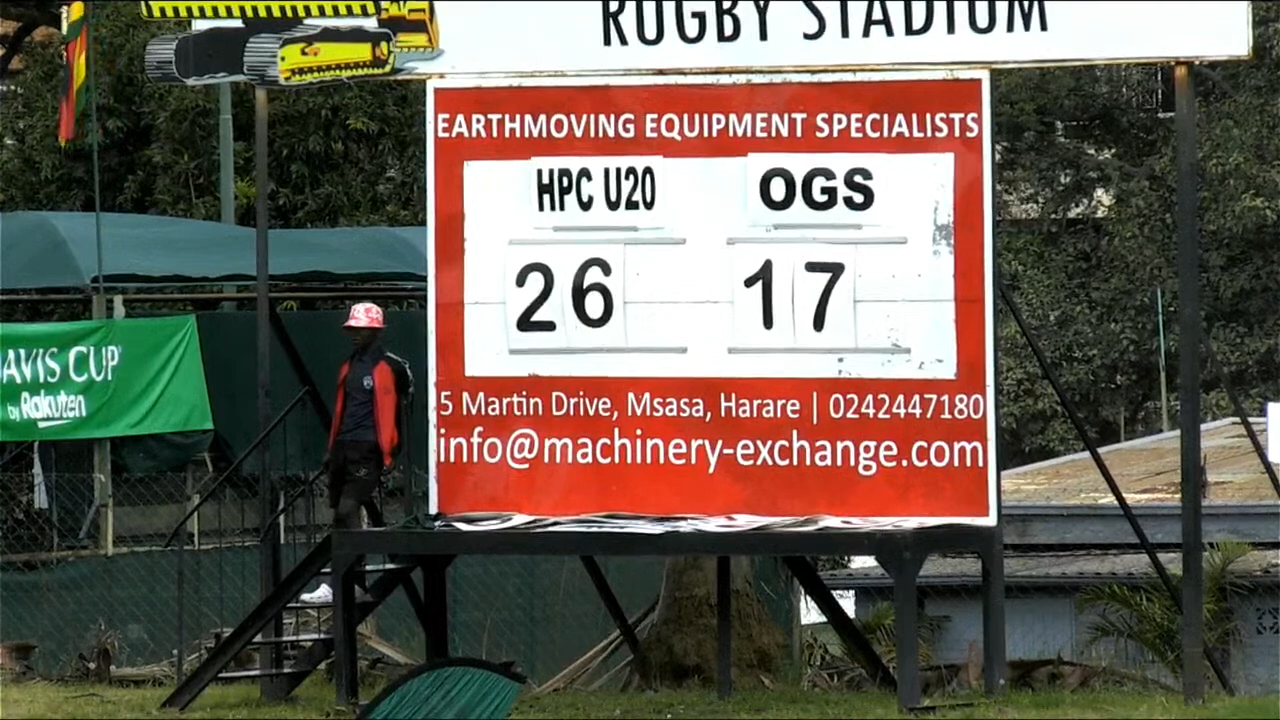 RUGBY STADIUM
EARTHMOVING EQUIPMENT SPECIALISTS
HPC U20 OGS
26 17
5 Martin Drive, Msasa, Harare | 0242447180
info@machinery-exchange.com
DAVIS CUP
by Rakuten